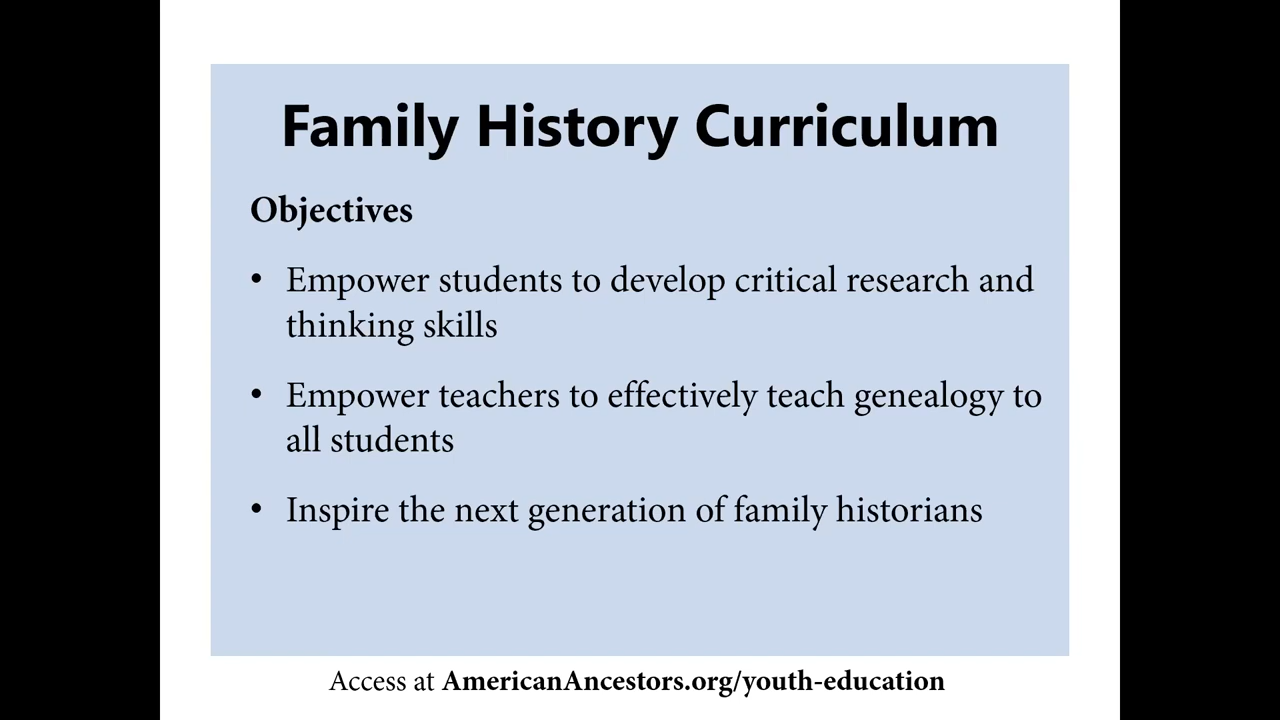 Family History Curriculum
Objectives
• Empower students to develop critical research and
thinking skills
• Empower teachers to effectively teach genealogy to
all students
• Inspire the next generation of family historians
Access at AmericanAncestors.org/youth-education